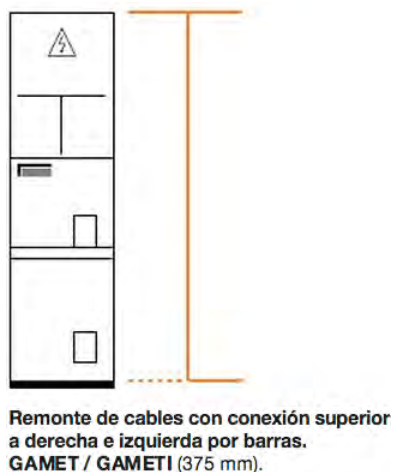 Remonte de cables con conexión superior
a derecha e izquierda por barras.
GAMET / GAMETI (375 mm).